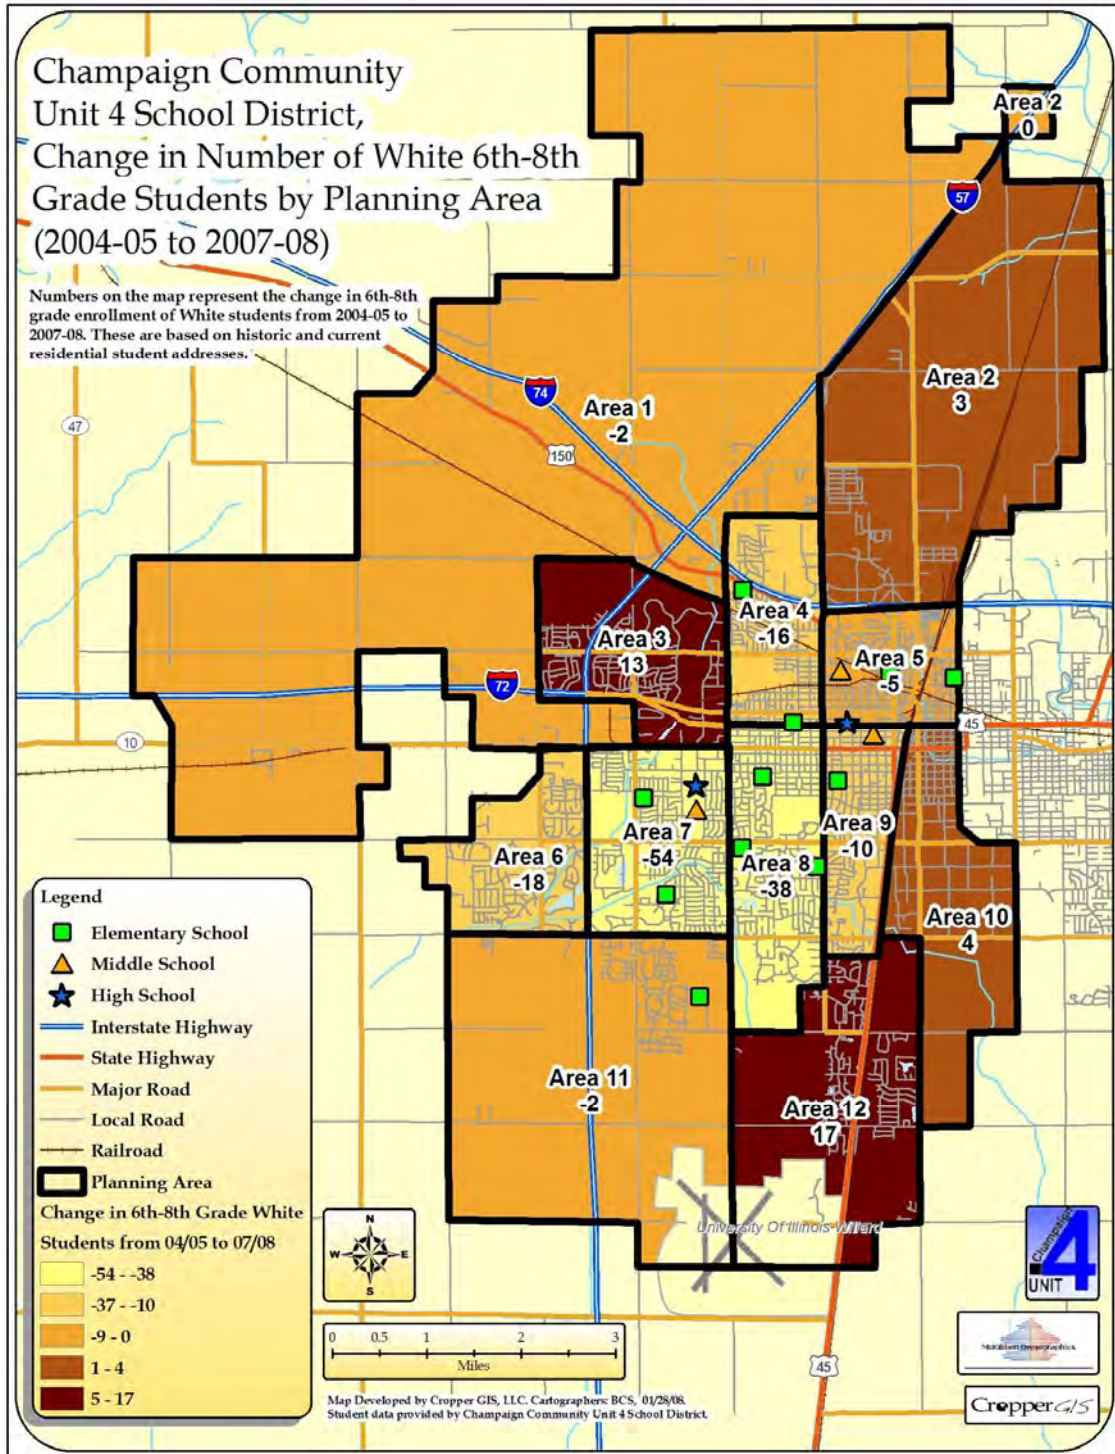 Champaign Community
Unit 4 School District,
Change in Number of White 6th-8th
Grade Students by Planning Area
(2004-05 to 2007-08)
Numbers on the map represent the change in 6th-8th
grade enrollment of White students from 2004-05 to
2007-08. These are based on historic and current
residential student addresses.
Area 2
0
57
Area 2
3
74
Area 1
-2
47
150
Area 4
-16
Area 3
13
Area 5
-5
72
45
10
Area 7
-54
Area 9
-10
Area 6
-18
Area 8
-38
Area 10
4
Area 11
-2
Area 12
17
University Of Illinois-Willard
45
Legend
Elementary School
Middle School
High School
Interstate Highway
State Highway
Major Road
Local Road
Railroad
Planning Area
Change in 6th-8th Grade White
Students from 04/05 to 07/08
-54 - -38
-37 - -10
-9 - 0
1 - 4
5 - 17
N
W E
S
0 0.5 1 2 3
Miles
Map Developed by Cropper GIS, LLC. Cartographers: BCS, 01/28/08.
Student data provided by Champaign Community Unit 4 School District.
Champaign
4
UNIT
McKibben Demographics
Cropper GIS